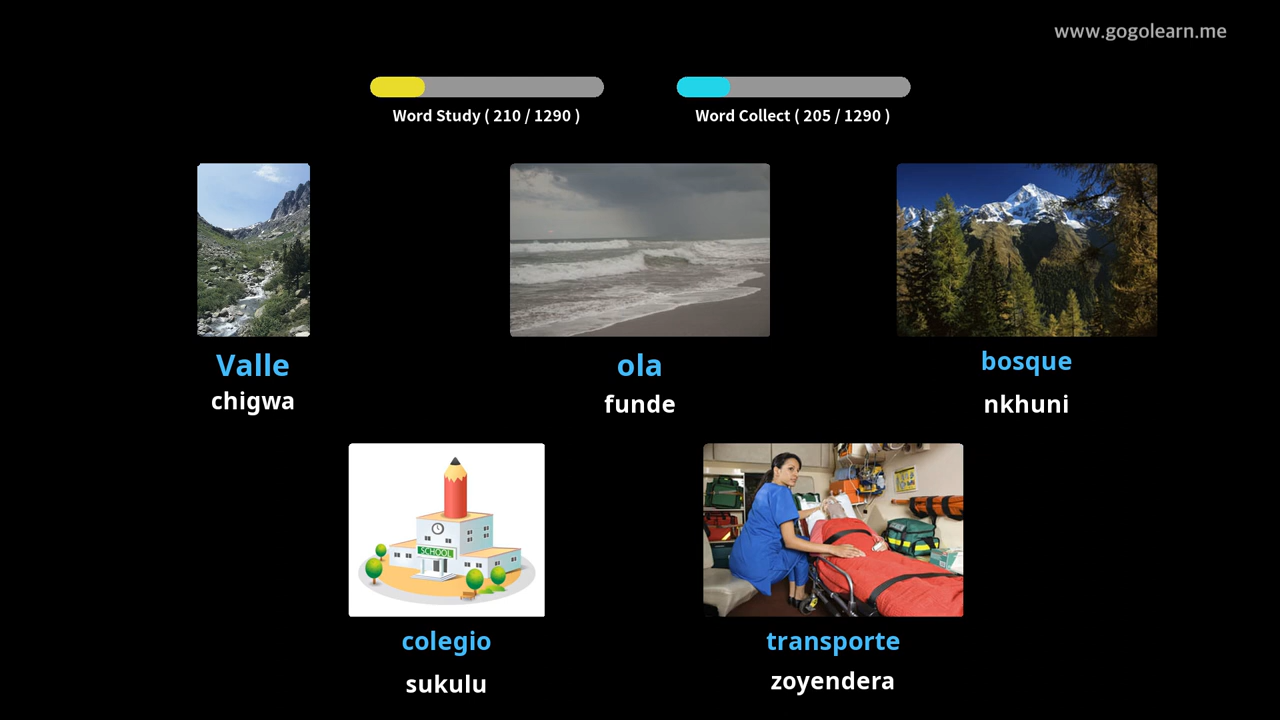 www.gogolearn.me
Word Study ( 210 / 1290 )
Word Collect ( 205 / 1290 )
Valle
chigwa
ola
funde
bosque
nkhuni
SCHOOL
colegio
sukulu
transporte
zoyendera